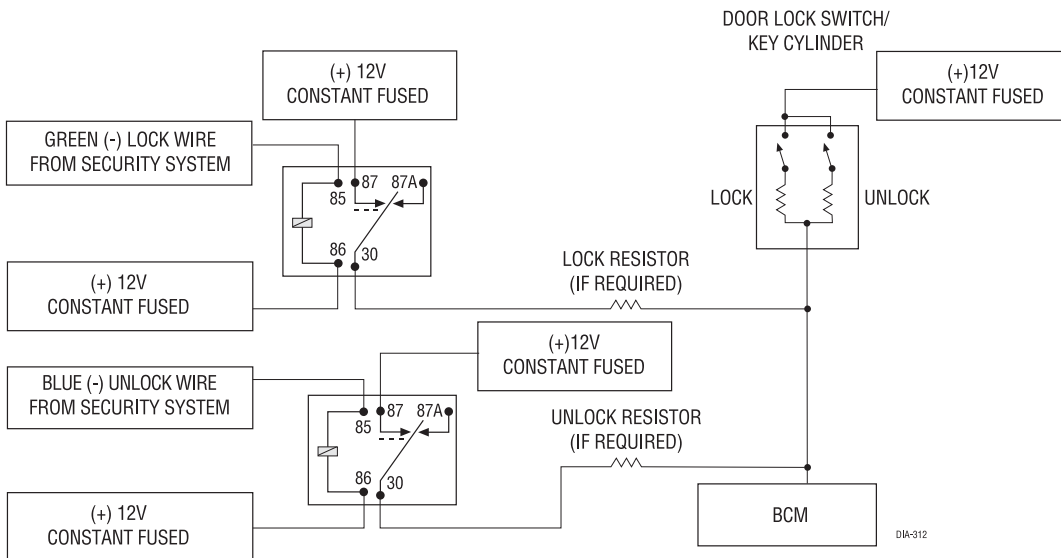 DOOR LOCK SWITCH/
KEY CYLINDER
(+) 12V
CONSTANT FUSED
(+)12V
CONSTANT FUSED
GREEN (-) LOCK WIRE
FROM SECURITY SYSTEM
87 87A
85
86 30
LOCK
UNLOCK
(+) 12V
CONSTANT FUSED
LOCK RESISTOR
(IF REQUIRED)
(+)12V
CONSTANT FUSED
BLUE (-) UNLOCK WIRE
FROM SECURITY SYSTEM
87 87A
85
86 30
UNLOCK RESISTOR
(IF REQUIRED)
(+) 12V
CONSTANT FUSED
BCM
DIA-312